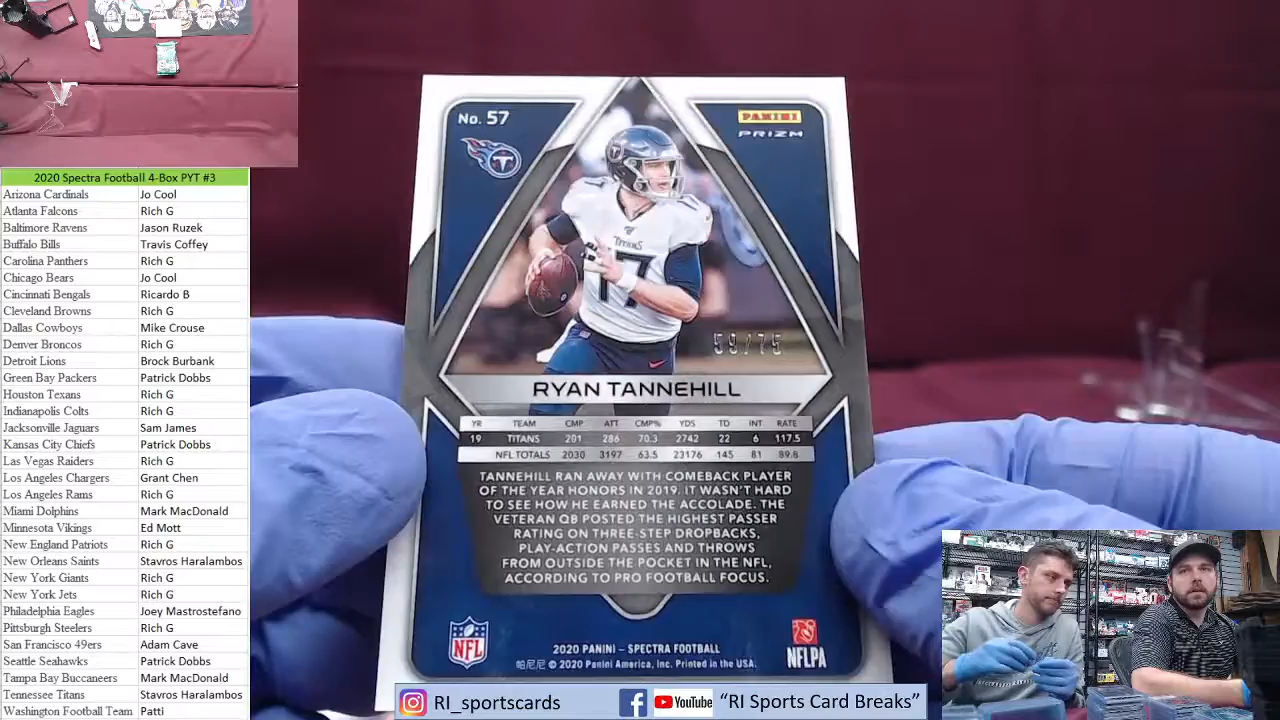 2020 Spectra Football 4-Box PYT #3
Arizona Cardinals Jo Cool
Atlanta Falcons Rich G
Baltimore Ravens Jason Ruzek
Buffalo Bills Travis Coffey
Carolina Panthers Rich G
Chicago Bears Jo Cool
Cincinnati Bengals Ricardo B
Cleveland Browns Rich G
Dallas Cowboys Mike Crouse
Denver Broncos Rich G
Detroit Lions Brock Burbank
Green Bay Packers Patrick Dobbs
Houston Texans Rich G
Indianapolis Colts Rich G
Jacksonville Jaguars Sam James
Kansas City Chiefs Patrick Dobbs
Las Vegas Raiders Rich G
Los Angeles Chargers Grant Chen
Los Angeles Rams Rich G
Miami Dolphins Mark MacDonald
Minnesota Vikings Ed Mott
New England Patriots Rich G
New Orleans Saints Stavros Haralambos
New York Giants Rich G
New York Jets Rich G
Philadelphia Eagles Joey Mastrostefano
Pittsburgh Steelers Rich G
San Francisco 49ers Adam Cave
Seattle Seahawks Patrick Dobbs
Tampa Bay Buccaneers Mark MacDonald
Tennessee Titans Stavros Haralambos
Washington Football Team Patti
No. 57
PANINI
PRIZM
T
17
TITANS
17
59/75
RYAN TANNEHILL
YR TEAM CMP ATT CMP% YDS TD INT RATE
19 TITANS 201 286 70.3 2742 22 6 117.5
NFL TOTALS 2030 3197 63.5 23176 145 81 89.8
TANNEHILL RAN AWAY WITH COMEBACK PLAYER
OF THE YEAR HONORS IN 2019. IT WASN'T HARD
TO SEE HOW HE EARNED THE ACCOLADE. THE
VETERAN QB POSTED THE HIGHEST PASSER
RATING ON THREE-STEP DROPBACKS,
PLAY-ACTION PASSES AND THROWS
FROM OUTSIDE THE POCKET IN THE NFL,
ACCORDING TO PRO FOOTBALL FOCUS.
NFL
2020 PANINI – SPECTRA FOOTBALL
帕尼尼 © 2020 Panini America, Inc. Printed in the USA.
NFLPA
RI_sportscards
YouTube
"RI Sports Card Breaks"